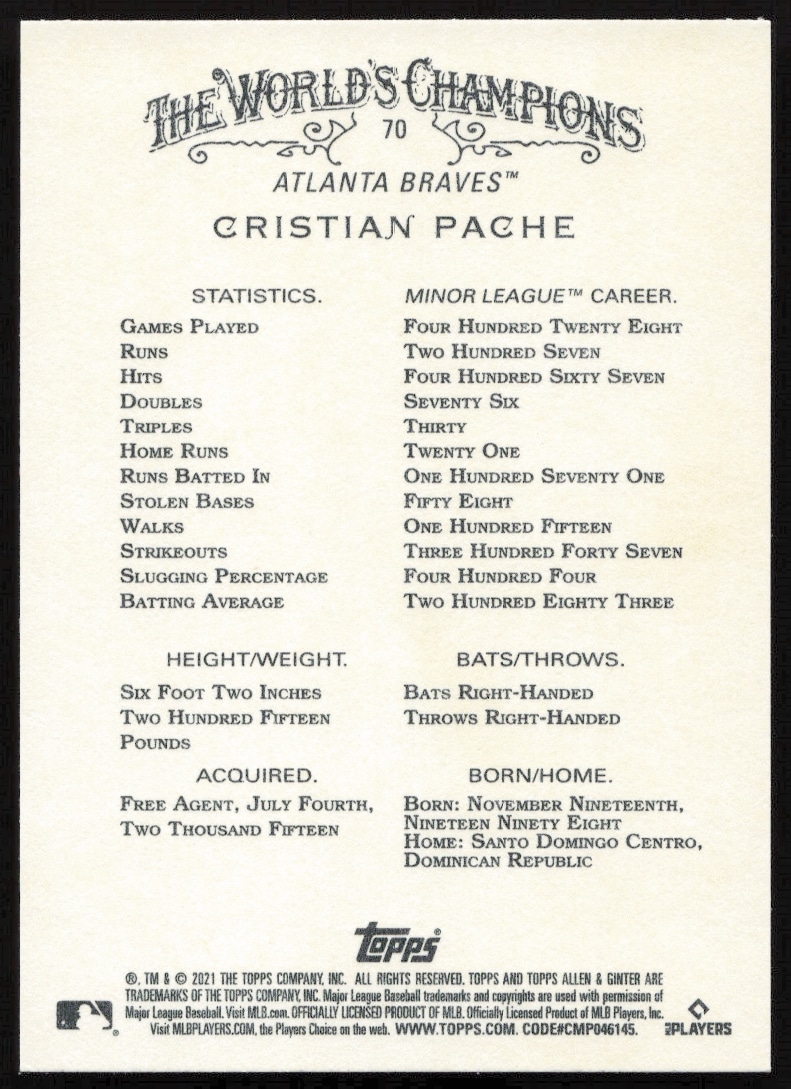 THE WORLD'S CHAMPIONS
70
ATLANTA BRAVES™
CRISTIAN PACHE
STATISTICS. MINOR LEAGUE™ CAREER.
GAMES PLAYED FOUR HUNDRED TWENTY EIGHT
RUNS TWO HUNDRED SEVEN
HITS FOUR HUNDRED SIXTY SEVEN
DOUBLES SEVENTY SIX
TRIPLES THIRTY
HOME RUNS TWENTY ONE
RUNS BATTED IN ONE HUNDRED SEVENTY ONE
STOLEN BASES FIFTY EIGHT
WALKS ONE HUNDRED FIFTEEN
STRIKEOUTS THREE HUNDRED FORTY SEVEN
SLUGGING PERCENTAGE FOUR HUNDRED FOUR
BATTING AVERAGE TWO HUNDRED EIGHTY THREE
HEIGHT/WEIGHT.
SIX FOOT TWO INCHES
TWO HUNDRED FIFTEEN
POUNDS
BATS/THROWS.
BATS RIGHT-HANDED
THROWS RIGHT-HANDED
ACQUIRED.
FREE AGENT, JULY FOURTH,
TWO THOUSAND FIFTEEN
BORN/HOME.
BORN: NOVEMBER NINETEENTH,
NINETEEN NINETY EIGHT
HOME: SANTO DOMINGO CENTRO,
DOMINICAN REPUBLIC
TOPPS®
®, TM & © 2021 THE TOPPS COMPANY, INC. ALL RIGHTS RESERVED. TOPPS AND TOPPS ALLEN & GINTER ARE
TRADEMARKS OF THE TOPPS COMPANY, INC. Major League Baseball trademarks and copyrights are used with permission of
Major League Baseball. Visit MLB.com. OFFICIALLY LICENSED PRODUCT OF MLB. Officially Licensed Product of MLB Players, Inc.
Visit MLBPLAYERS.COM, the Players Choice on the web. WWW.TOPPS.COM. CODE#CMP046145.
MLBPLAYERS